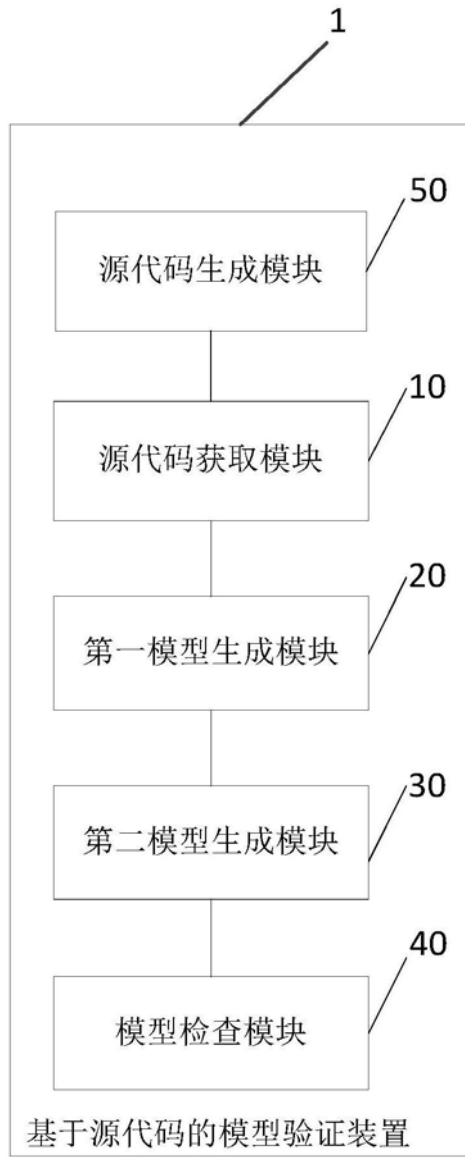 1
50
源代码生成模块
10
源代码获取模块
20
第一模型生成模块
30
第二模型生成模块
40
模型检查模块
基于源代码的模型验证装置